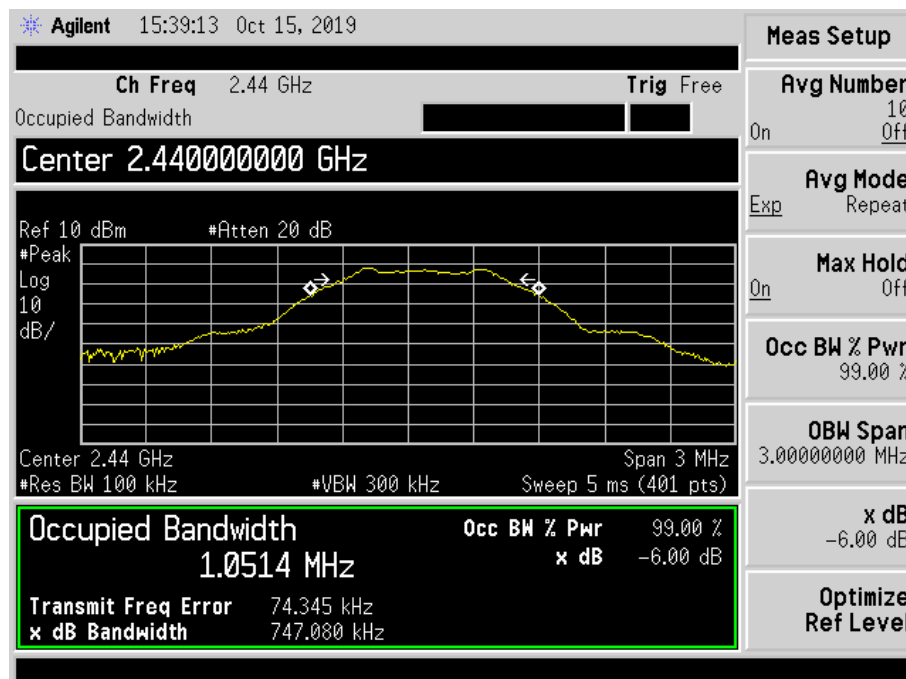 Agilent 15:39:13 Oct 15, 2019
Ch Freq 2.44 GHz Trig Free
Occupied Bandwidth
Center 2.440000000 GHz
Ref 10 dBm #Atten 20 dB
#Peak
Log
10
dB/
Center 2.44 GHz Span 3 MHz
#Res BW 100 kHz #VBW 300 kHz Sweep 5 ms (401 pts)
Occupied Bandwidth Occ BW % Pwr 99.00 %
1.0514 MHz x dB -6.00 dB
Transmit Freq Error 74.345 kHz
x dB Bandwidth 747.080 kHz
Meas Setup
Avg Number
10
On Off
Avg Mode
Exp Repeat
Max Hold
On Off
Occ BW % Pwr
99.00 %
OBW Span
3.00000000 MHz
x dB
-6.00 dB
Optimize
Ref Level